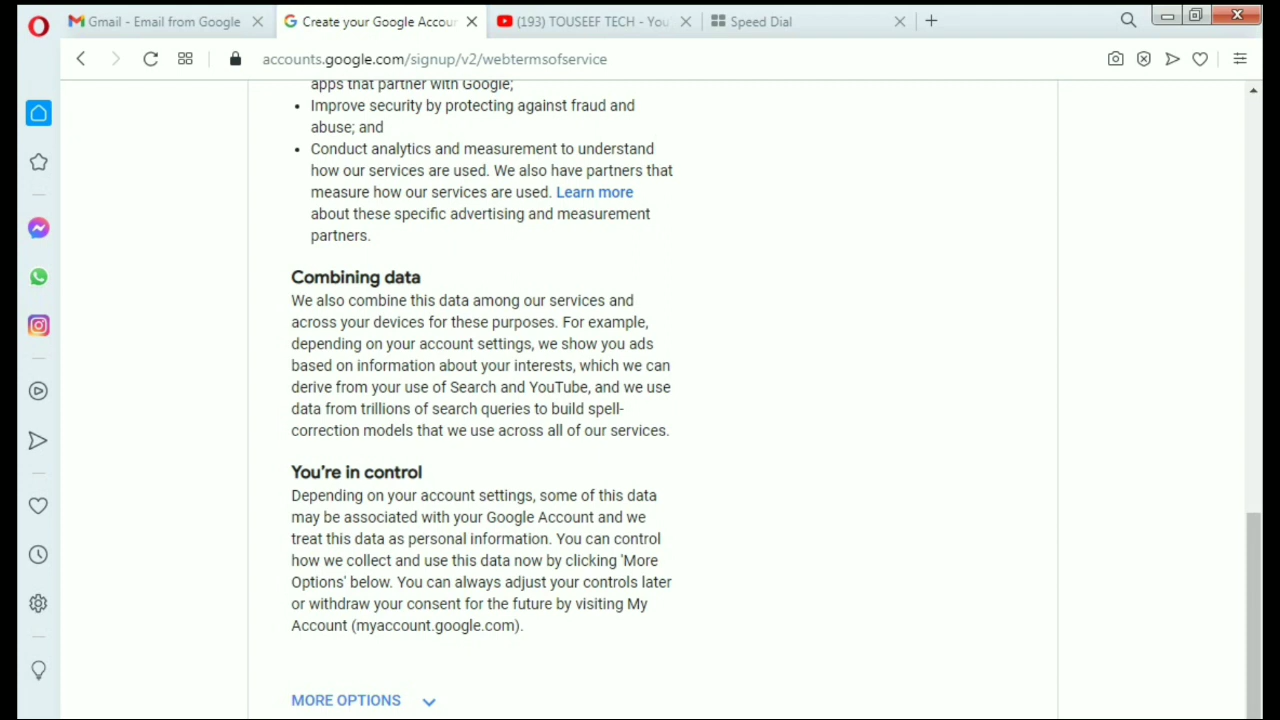 Gmail - Email from Google
Create your Google Accour
(193) TOUSEEF TECH - You
Speed Dial
accounts.google.com/signup/v2/webtermsofservice
apps that partner with Google;
• Improve security by protecting against fraud and
abuse; and
• Conduct analytics and measurement to understand
how our services are used. We also have partners that
measure how our services are used. Learn more
about these specific advertising and measurement
partners.
Combining data
We also combine this data among our services and
across your devices for these purposes. For example,
depending on your account settings, we show you ads
based on information about your interests, which we can
derive from your use of Search and YouTube, and we use
data from trillions of search queries to build spell-
correction models that we use across all of our services.
You're in control
Depending on your account settings, some of this data
may be associated with your Google Account and we
treat this data as personal information. You can control
how we collect and use this data now by clicking 'More
Options' below. You can always adjust your controls later
or withdraw your consent for the future by visiting My
Account (myaccount.google.com).
MORE OPTIONS